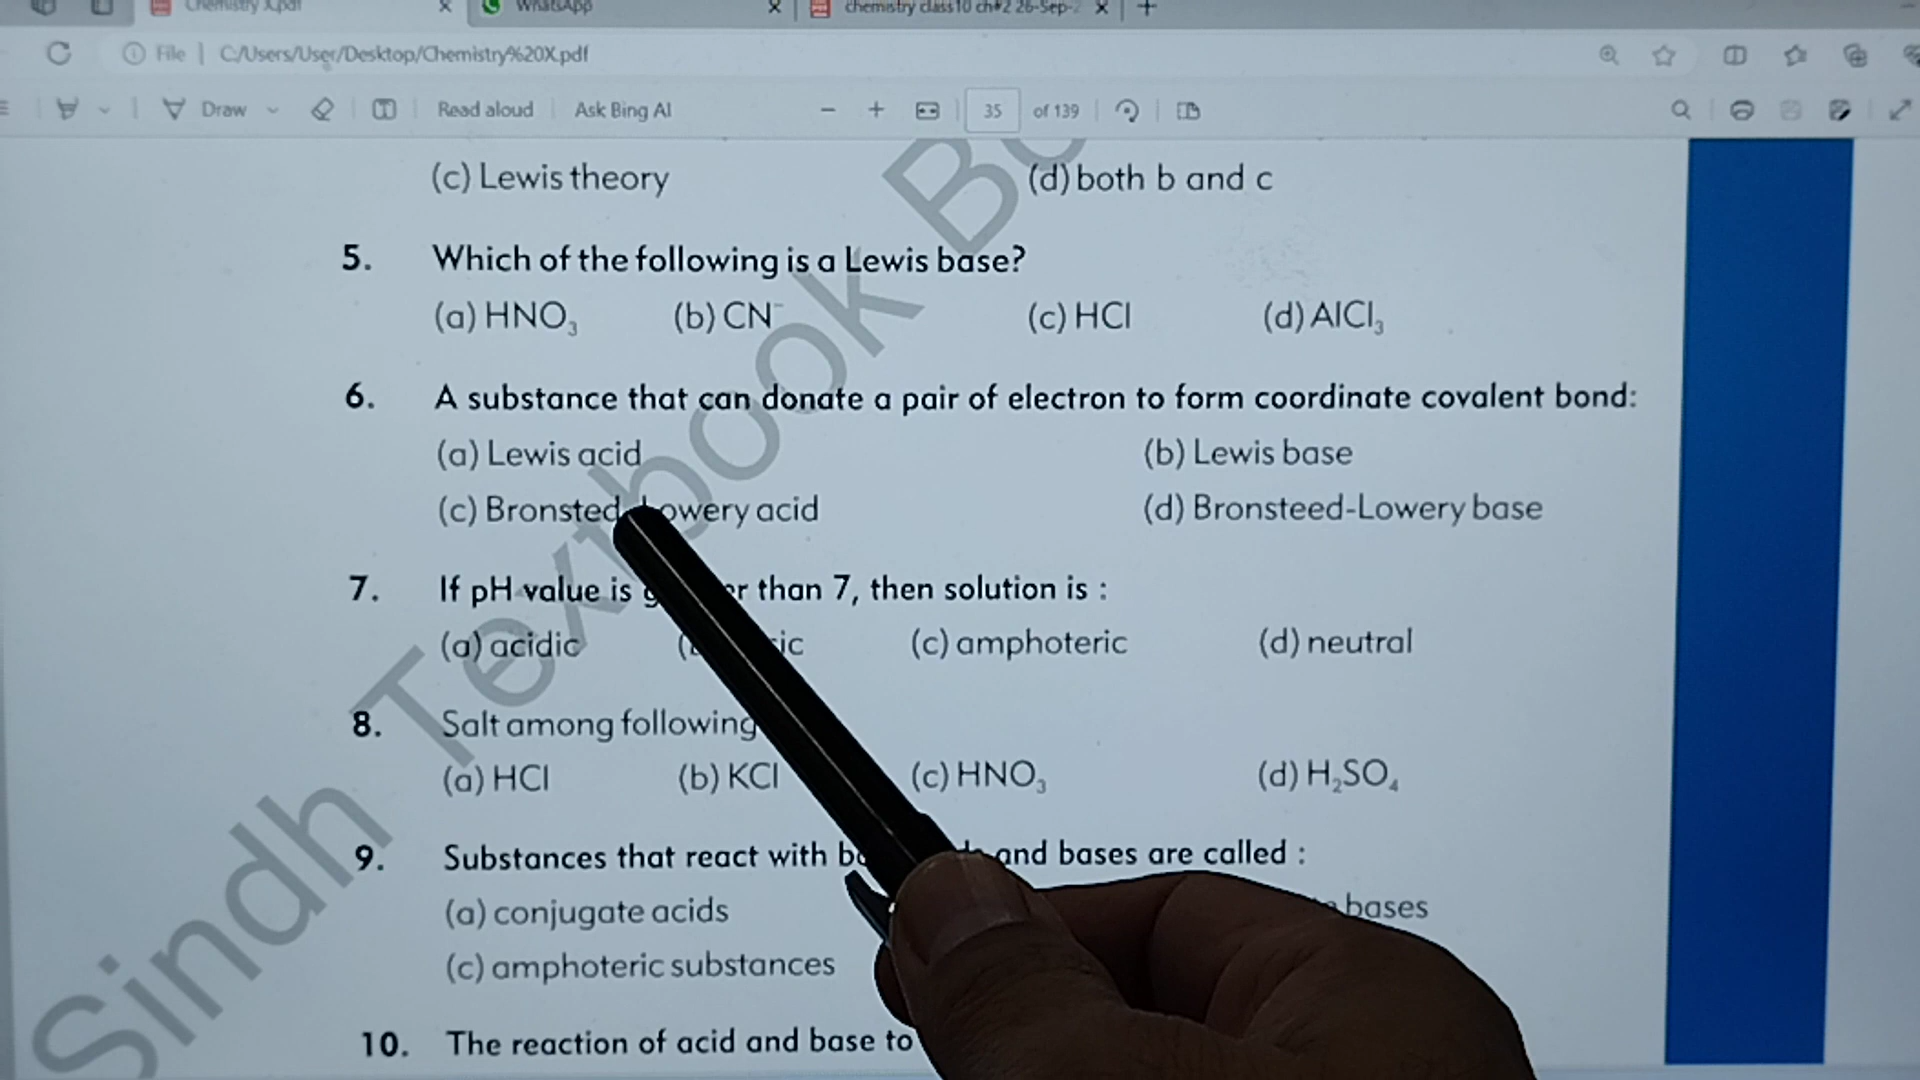 Chemistry X.pdf
WhatsApp
chemistry class10 ch#2 26-Sep-2
File | C:/Users/User/Desktop/Chemistry%20X.pdf
Draw Read aloud Ask Bing AI 35 of 139
(c) Lewis theory (d) both b and c
5. Which of the following is a Lewis base?
(a) HNO₃ (b) CN⁻ (c) HCl (d) AlCl₃
6. A substance that can donate a pair of electron to form coordinate covalent bond:
(a) Lewis acid (b) Lewis base
(c) Bronsted-Lowery acid (d) Bronsteed-Lowery base
7. If pH value is than 7, then solution is :
(a) acidic (c) amphoteric (d) neutral
8. Salt among following
(a) HCl (b) KCl (c) HNO₃ (d) H₂SO₄
9. Substances that react with and bases are called :
(a) conjugate acids bases
(c) amphoteric substances
10. The reaction of acid and base to
Sindh Textbook